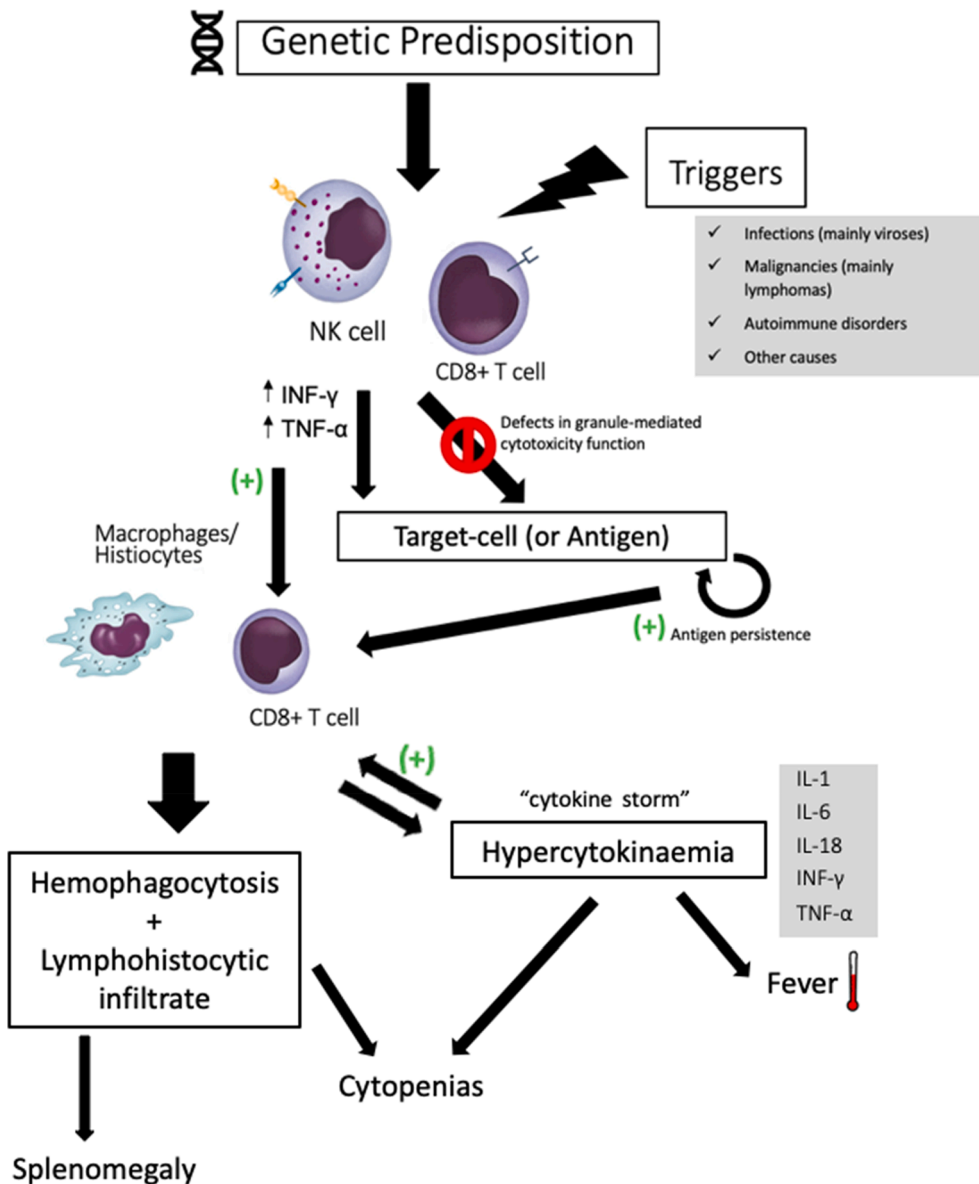 Genetic Predisposition
Triggers
✓ Infections (mainly viroses)
✓ Malignancies (mainly
lymphomas)
✓ Autoimmune disorders
✓ Other causes
NK cell
CD8+ T cell
↑ INF-γ
↑ TNF-α
Defects in granule-mediated
cytotoxicity function
(+)
Target-cell (or Antigen)
Macrophages/
Histiocytes
(+)
Antigen persistence
CD8+ T cell
(+)
"cytokine storm"
Hypercytokinaemia
IL-1
IL-6
IL-18
INF-γ
TNF-α
Hemophagocytosis
+
Lymphohistocytic
infiltrate
Fever
Cytopenias
Splenomegaly